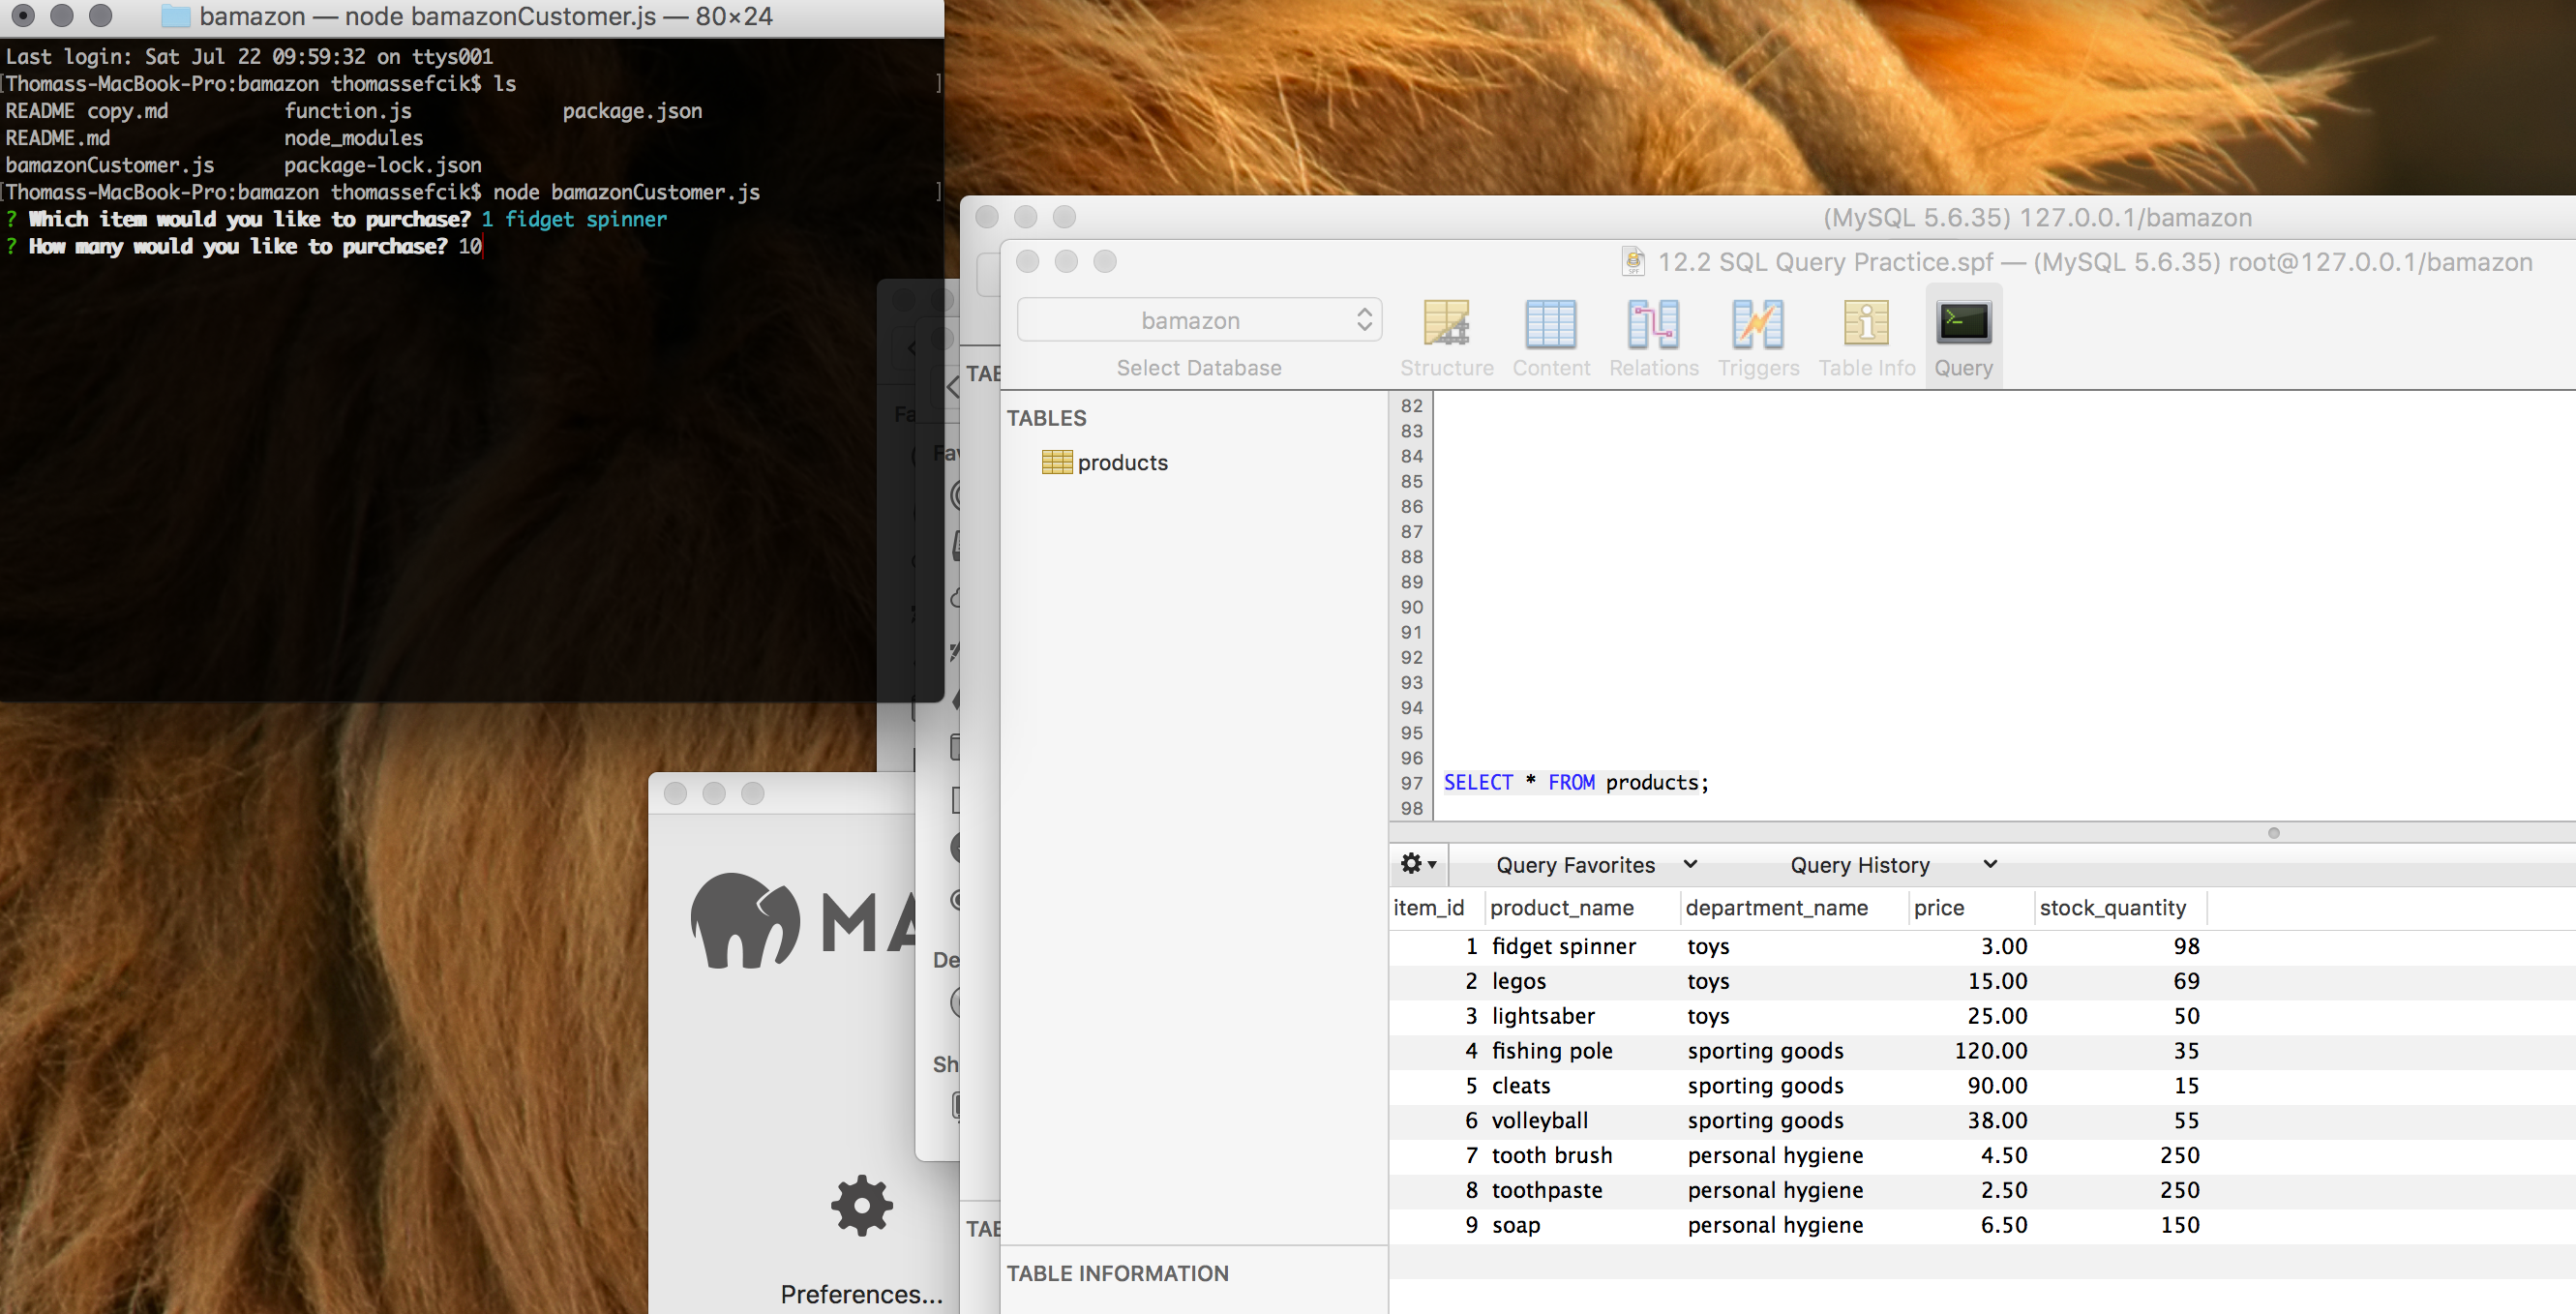 bamazon — node bamazonCustomer.js — 80×24
Last login: Sat Jul 22 09:59:32 on ttys001
[Thomass-MacBook-Pro:bamazon thomassefcik$ ls ]
README copy.md function.js package.json
README.md node_modules
bamazonCustomer.js package-lock.json
[Thomass-MacBook-Pro:bamazon thomassefcik$ node bamazonCustomer.js ]
? Which item would you like to purchase? 1 fidget spinner
? How many would you like to purchase? 10
(MySQL 5.6.35) 127.0.0.1/bamazon
12.2 SQL Query Practice.spf — (MySQL 5.6.35) root@127.0.0.1/bamazon
bamazon
Select Database
Structure Content Relations Triggers Table Info Query
TABLES
products
82
83
84
85
86
87
88
89
90
91
92
93
94
95
96
97 SELECT * FROM products;
98
Query Favorites Query History
item_id product_name department_name price stock_quantity
1 fidget spinner toys 3.00 98
2 legos toys 15.00 69
3 lightsaber toys 25.00 50
4 fishing pole sporting goods 120.00 35
5 cleats sporting goods 90.00 15
6 volleyball sporting goods 38.00 55
7 tooth brush personal hygiene 4.50 250
8 toothpaste personal hygiene 2.50 250
9 soap personal hygiene 6.50 150
TABLE INFORMATION
TAB
Fa
Fav
De
Sh
TAB
MA
Preferences...